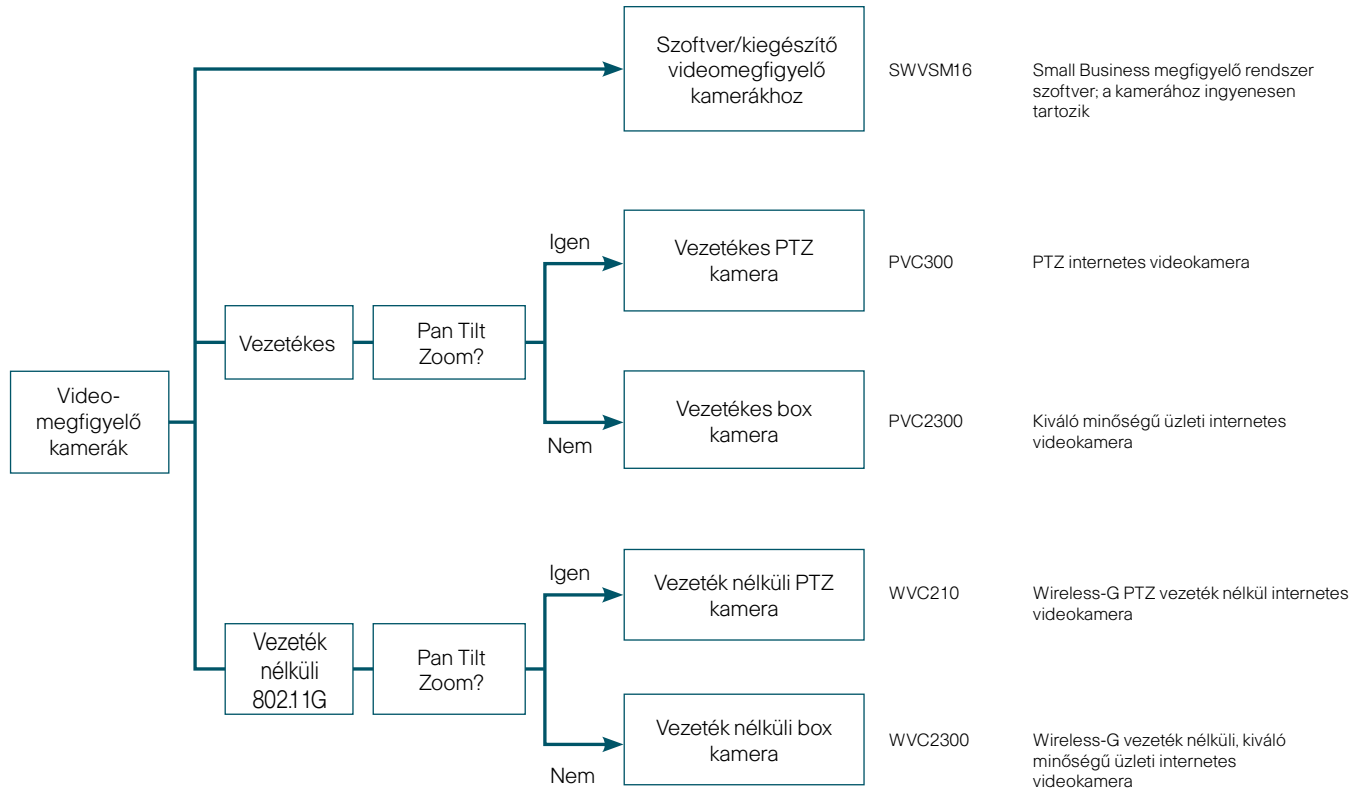 Szoftver/kiegészítő
videomegfigyelő
kamerákhoz
SWVSM16
Small Business megfigyelő rendszer
szoftver; a kamerához ingyenesen
tartozik
Igen
Vezetékes PTZ
kamera
PVC300
PTZ internetes videokamera
Vezetékes
Pan Tilt
Zoom?
Video-
megfigyelő
kamerák
Vezetékes box
kamera
PVC2300
Kiváló minőségű üzleti internetes
videokamera
Nem
Igen
Vezeték nélküli PTZ
kamera
WVC210
Wireless-G PTZ vezeték nélkül internetes
videokamera
Vezeték
nélküli
802.11G
Pan Tilt
Zoom?
Vezeték nélküli box
kamera
WVC2300
Wireless-G vezeték nélküli, kiváló
minőségű üzleti internetes
videokamera
Nem